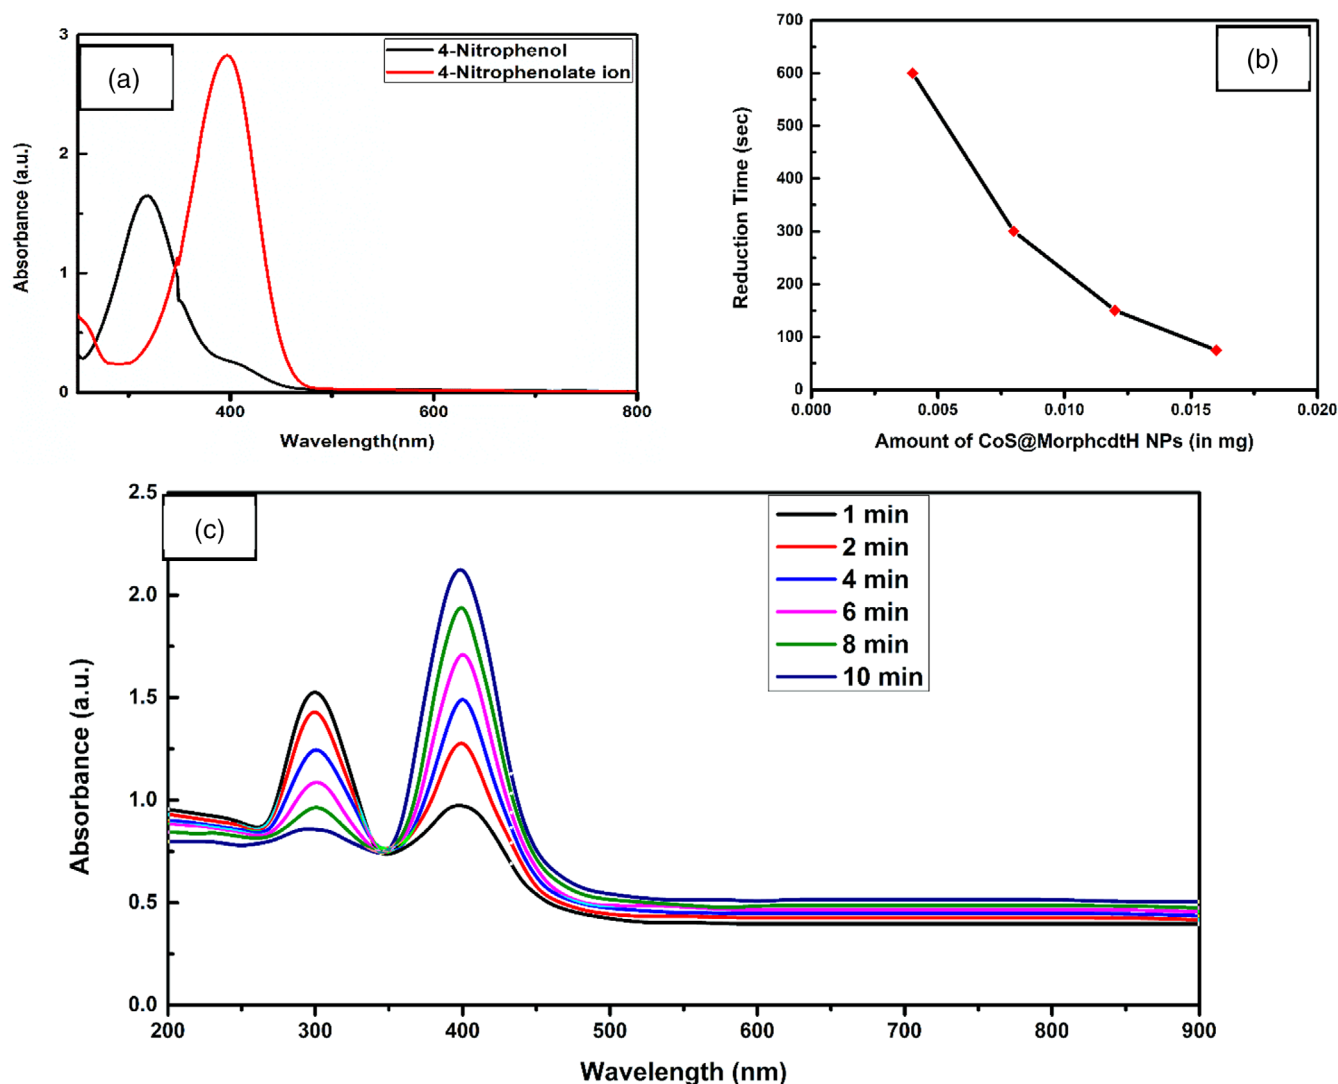 (a)
4-Nitrophenol
4-Nitrophenolate ion
3
2
1
0
Absorbance (a.u.)
400
600
800
Wavelength(nm)
(b)
700
600
500
400
300
200
100
0
Reduction Time (sec)
0.000
0.005
0.010
0.015
0.020
Amount of CoS@MorphcdtH NPs (in mg)
(c)
1 min
2 min
4 min
6 min
8 min
10 min
2.5
2.0
1.5
1.0
0.5
0.0
Absorbance (a.u.)
200
300
400
500
600
700
800
900
Wavelength (nm)